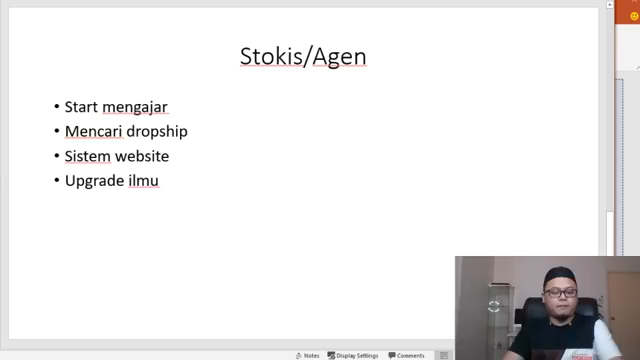 Stokis/Agen
• Start mengajar
• Mencari dropship
• Sistem website
• Upgrade ilmu
Notes
Display Settings
Comments